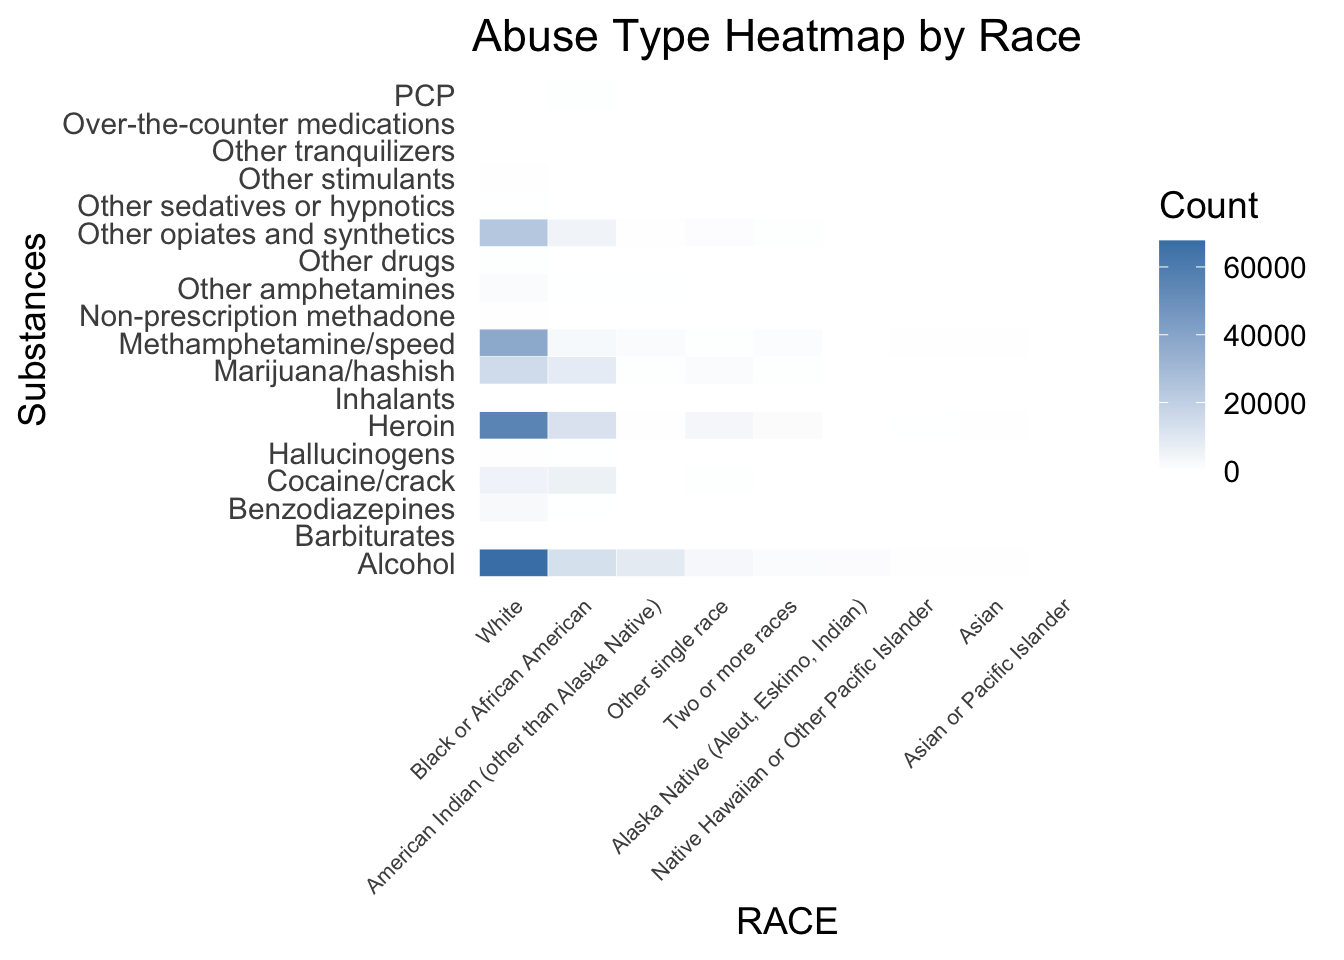 Abuse Type Heatmap by Race
Substances
PCP
Over-the-counter medications
Other tranquilizers
Other stimulants
Other sedatives or hypnotics
Other opiates and synthetics
Other drugs
Other amphetamines
Non-prescription methadone
Methamphetamine/speed
Marijuana/hashish
Inhalants
Heroin
Hallucinogens
Cocaine/crack
Benzodiazepines
Barbiturates
Alcohol
White
Black or African American
American Indian (other than Alaska Native)
Other single race
Two or more races
Alaska Native (Aleut, Eskimo, Indian)
Native Hawaiian or Other Pacific Islander
Asian
Asian or Pacific Islander
RACE
Count
60000
40000
20000
0